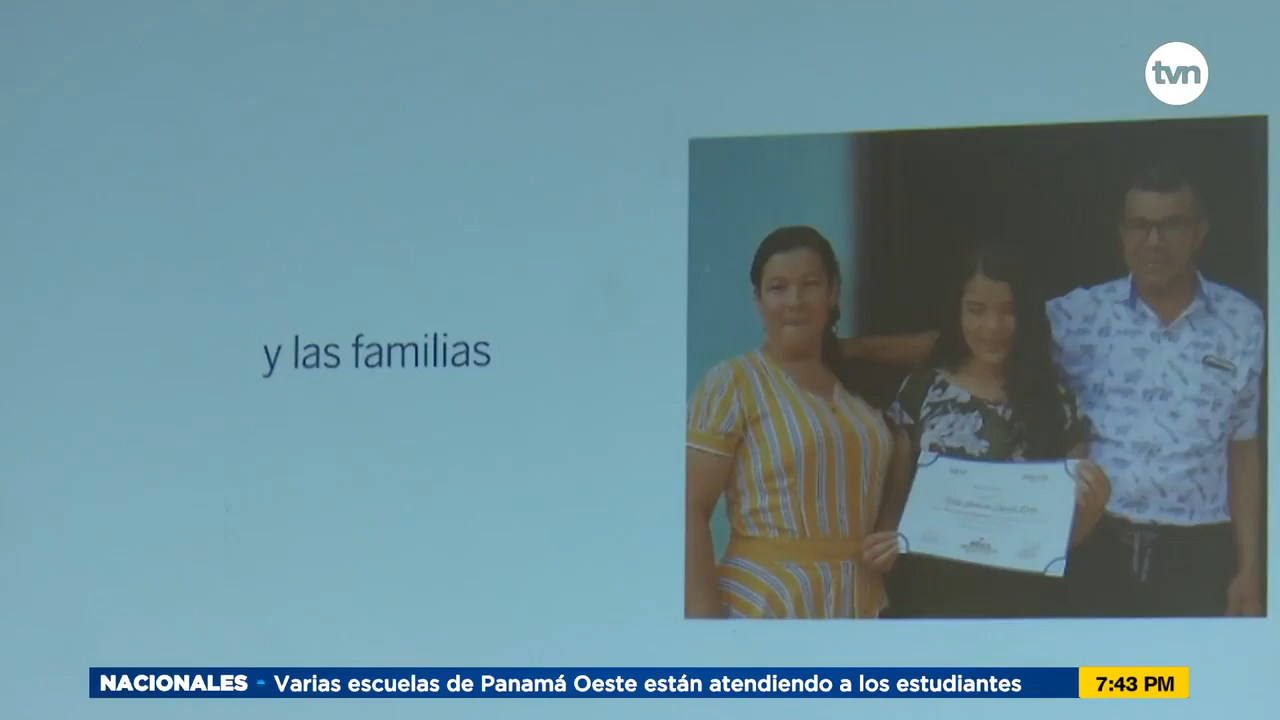 tvn
y las familias
NACIONALES - Varias escuelas de Panamá Oeste están atendiendo a los estudiantes
7:43 PM